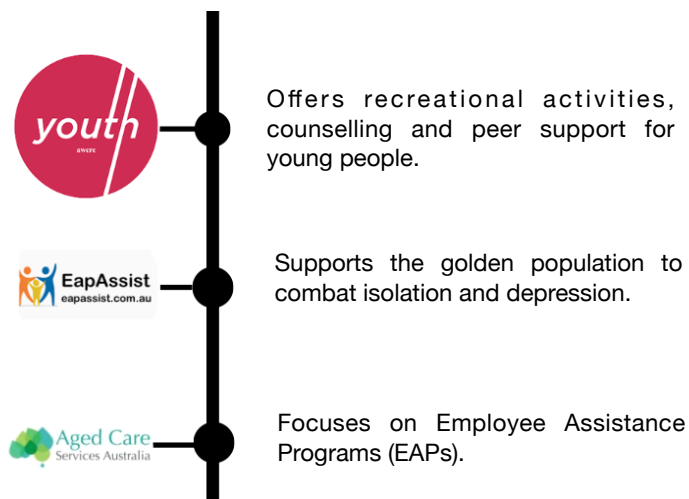 youth
awere
Offers recreational activities,
counselling and peer support for
young people.
EapAssist
eapassist.com.au
Supports the golden population to
combat isolation and depression.
Aged Care
Services Australia
Focuses on Employee Assistance
Programs (EAPs).